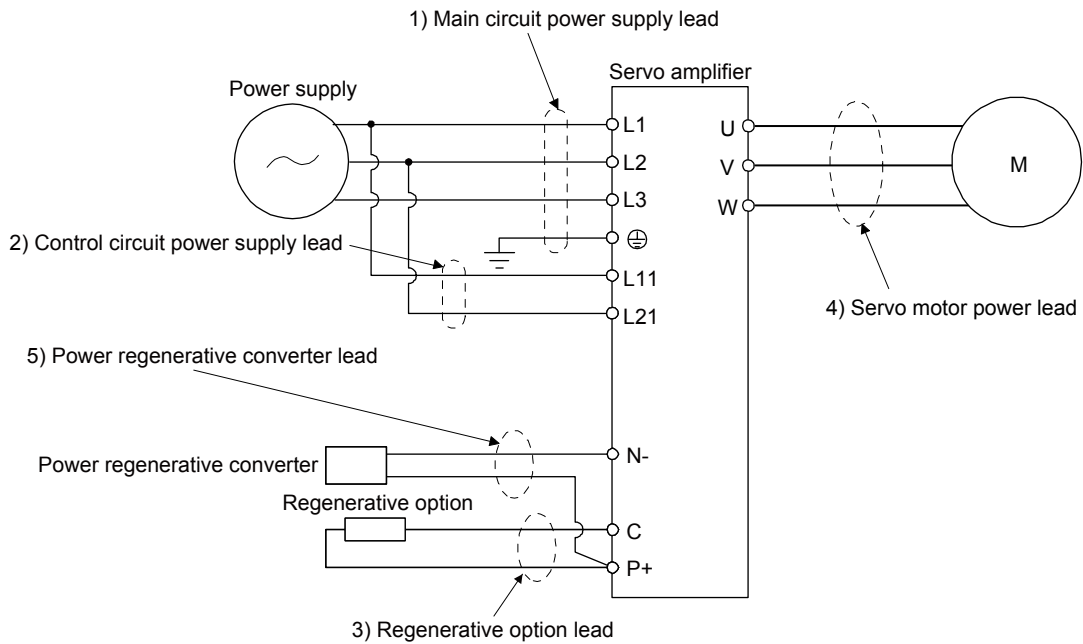 1) Main circuit power supply lead
Servo amplifier
Power supply
L1
U
L2
V
M
L3
W
2) Control circuit power supply lead
L11
L21
4) Servo motor power lead
5) Power regenerative converter lead
N-
Power regenerative converter
Regenerative option
C
P+
3) Regenerative option lead